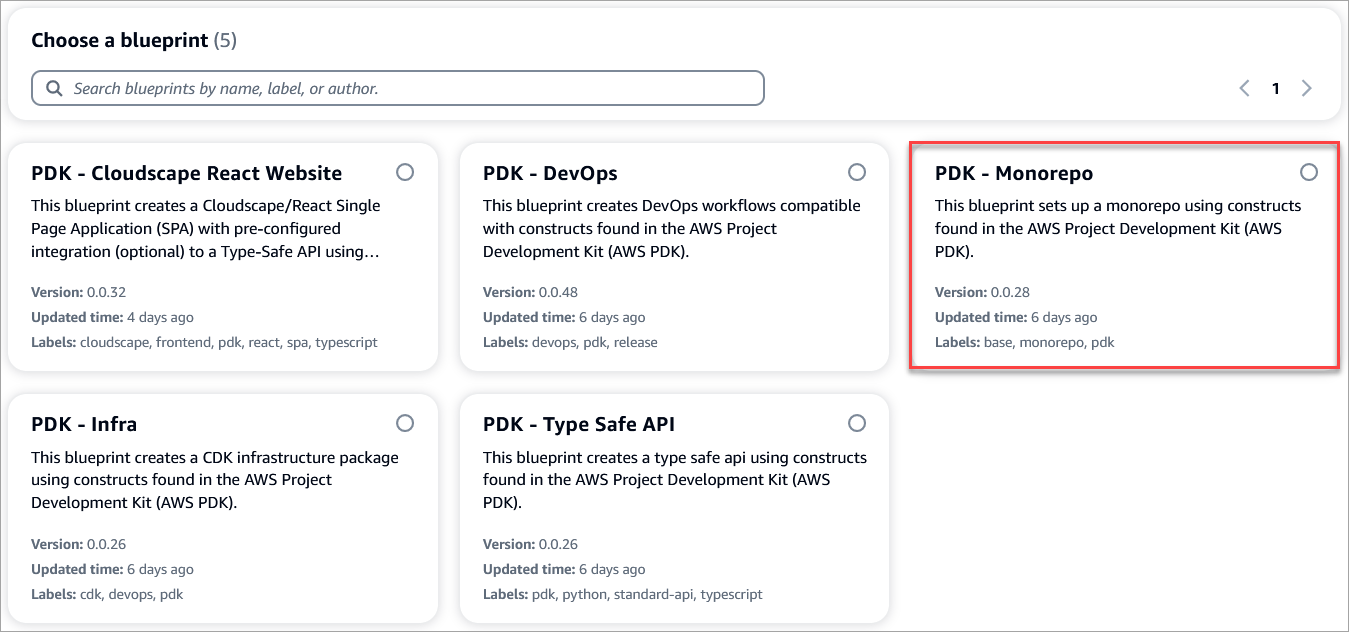 Choose a blueprint (5)
Search blueprints by name, label, or author.
1
PDK - Cloudscape React Website
This blueprint creates a Cloudscape/React Single
Page Application (SPA) with pre-configured
integration (optional) to a Type-Safe API using…
Version: 0.0.32
Updated time: 4 days ago
Labels: cloudscape, frontend, pdk, react, spa, typescript
PDK - DevOps
This blueprint creates DevOps workflows compatible
with constructs found in the AWS Project
Development Kit (AWS PDK).
Version: 0.0.48
Updated time: 6 days ago
Labels: devops, pdk, release
PDK - Monorepo
This blueprint sets up a monorepo using constructs
found in the AWS Project Development Kit (AWS
PDK).
Version: 0.0.28
Updated time: 6 days ago
Labels: base, monorepo, pdk
PDK - Infra
This blueprint creates a CDK infrastructure package
using constructs found in the AWS Project
Development Kit (AWS PDK).
Version: 0.0.26
Updated time: 6 days ago
Labels: cdk, devops, pdk
PDK - Type Safe API
This blueprint creates a type safe api using constructs
found in the AWS Project Development Kit (AWS
PDK).
Version: 0.0.26
Updated time: 6 days ago
Labels: pdk, python, standard-api, typescript